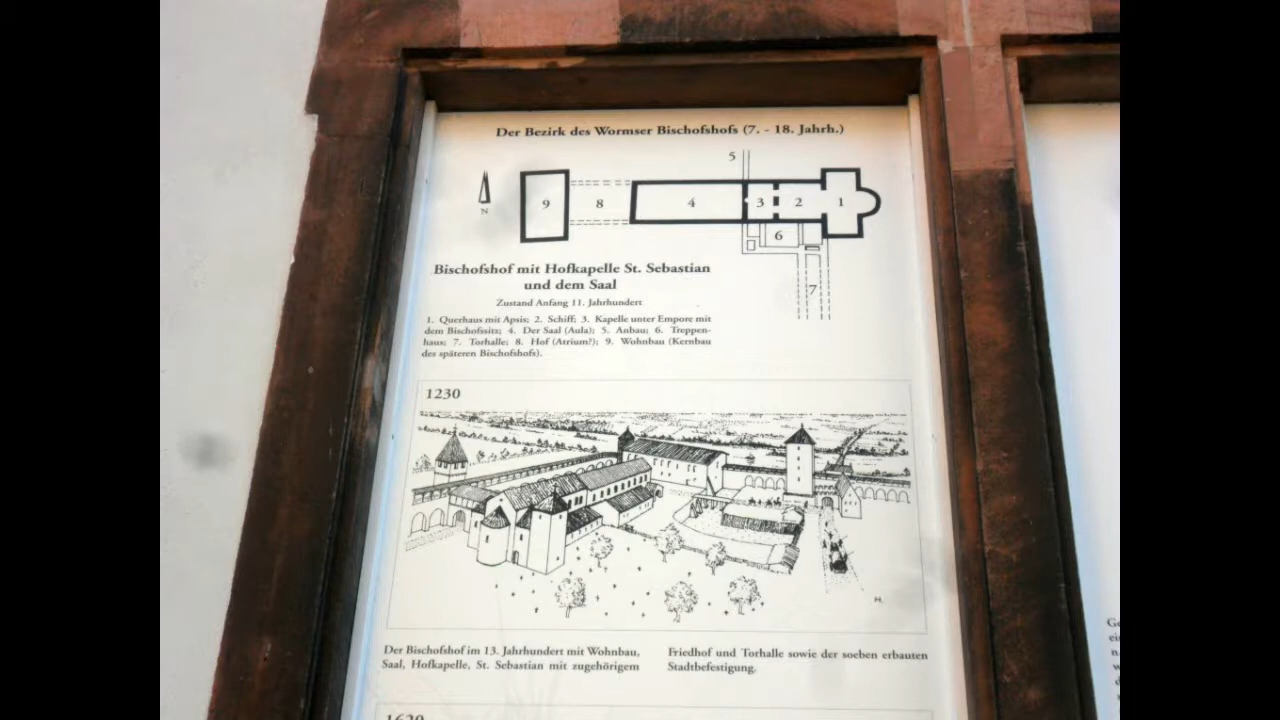 Der Bezirk des Wormser Bischofshofs (7. - 18. Jahrh.)
5
N
9
8
4
3
2
1
6
7
Bischofshof mit Hofkapelle St. Sebastian
und dem Saal
Zustand Anfang 11. Jahrhundert
1. Querhaus mit Apsis; 2. Schiff; 3. Kapelle unter Empore mit
dem Bischofssitz; 4. Der Saal (Aula); 5. Anbau; 6. Treppen-
haus; 7. Torhalle; 8. Hof (Atrium?); 9. Wohnbau (Kernbau
des späteren Bischofshofs).
1230
Der Bischofshof im 13. Jahrhundert mit Wohnbau,
Saal, Hofkapelle, St. Sebastian mit zugehörigem
Friedhof und Torhalle sowie der soeben erbauten
Stadtbefestigung.